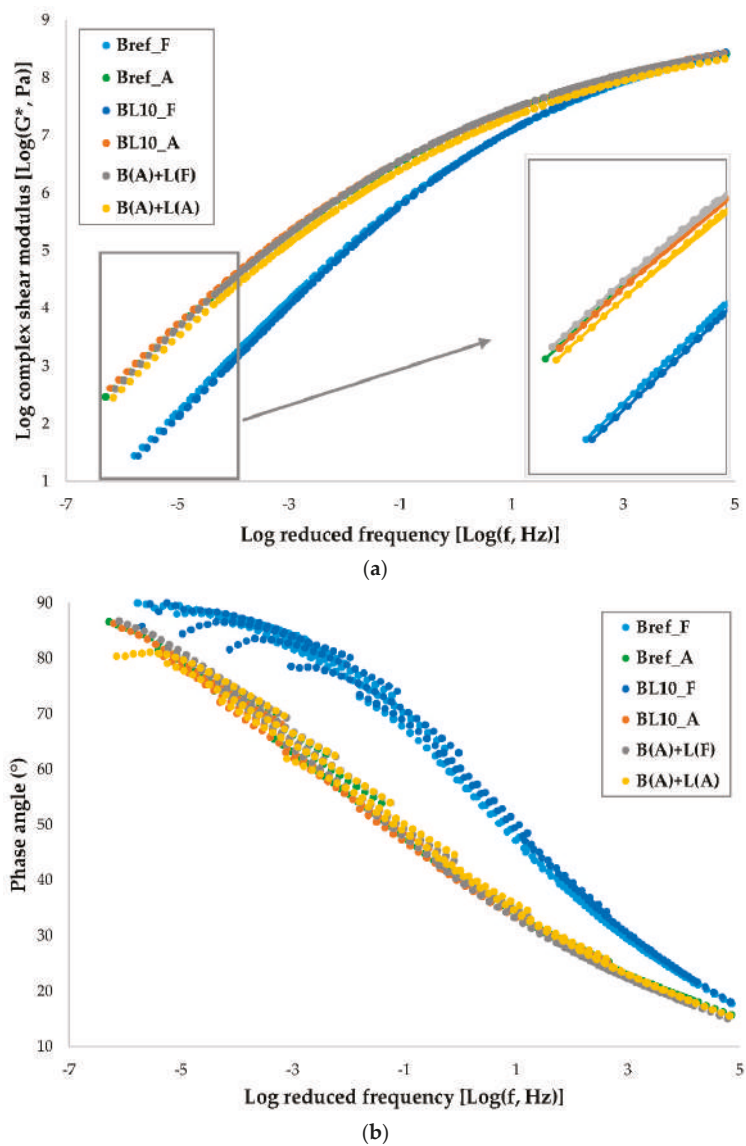 9
8
7
6
5
4
3
2
1
Log complex shear modulus [Log(G*, Pa)]
Bref_F
Bref_A
BL10_F
BL10_A
B(A)+L(F)
B(A)+L(A)
-7 -5 -3 -1 1 3 5
Log reduced frequency [Log(f, Hz)]
(a)
90
80
70
60
50
40
30
20
10
Phase angle (°)
Bref_F
Bref_A
BL10_F
BL10_A
B(A)+L(F)
B(A)+L(A)
-7 -5 -3 -1 1 3 5
Log reduced frequency [Log(f, Hz)]
(b)